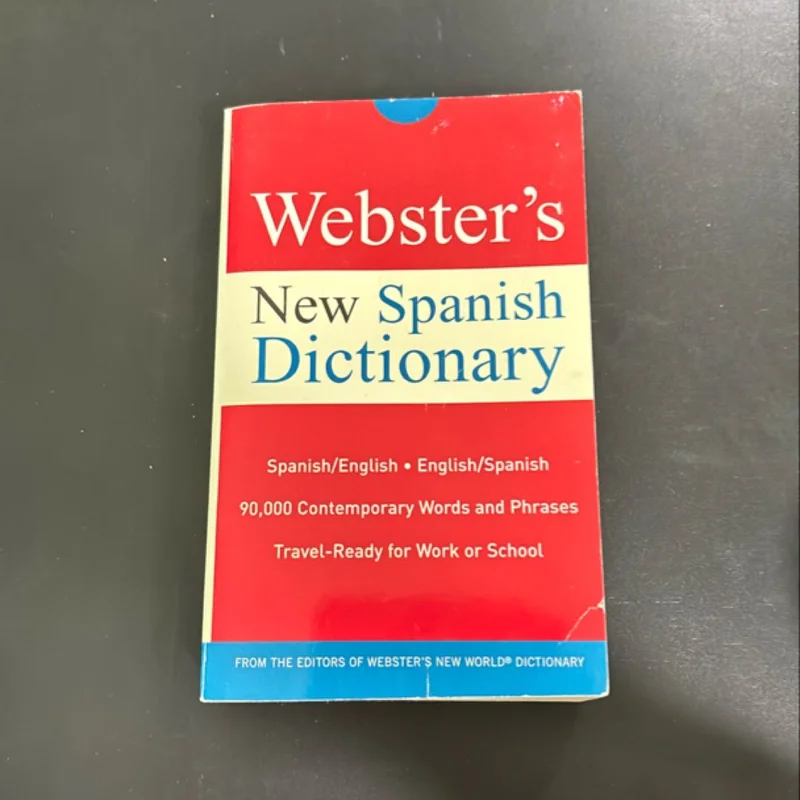 Webster's
New Spanish
Dictionary
Spanish/English • English/Spanish
90,000 Contemporary Words and Phrases
Travel-Ready for Work or School
FROM THE EDITORS OF WEBSTER'S NEW WORLD® DICTIONARY